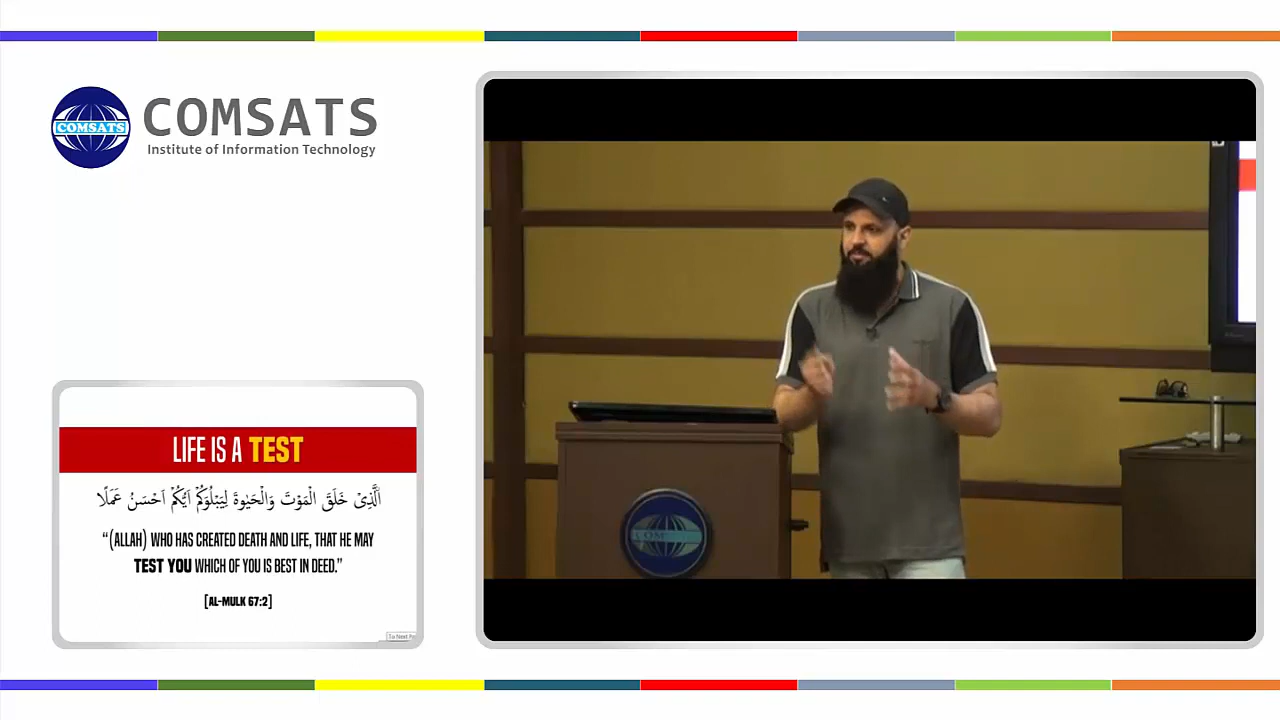 COMSATS
COMSATS
Institute of Information Technology
LIFE IS A TEST
الَّذِىْ خَلَقَ الْمَوْتَ وَالْحَيٰوةَ لِيَبْلُوَكُمْ اَيُّكُمْ اَحْسَنُ عَمَلًا
“(ALLAH) WHO HAS CREATED DEATH AND LIFE, THAT HE MAY
TEST YOU WHICH OF YOU IS BEST IN DEED.”
[AL-MULK 67:2]